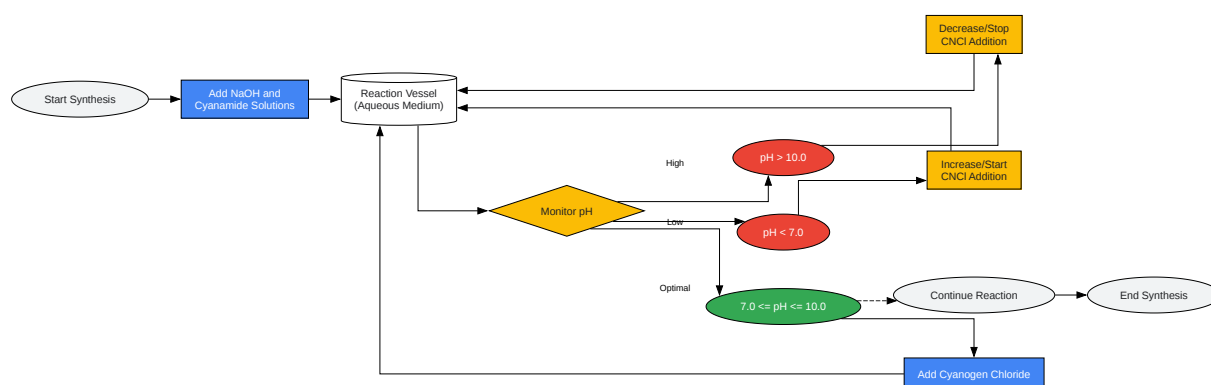 Decrease/Stop
CNCl Addition
Start Synthesis
Add NaOH and
Cyanamide Solutions
Reaction Vessel
(Aqueous Medium)
High
pH > 10.0
Increase/Start
CNCl Addition
Monitor pH
Low
pH < 7.0
Optimal
7.0 <= pH <= 10.0
Continue Reaction
End Synthesis
Add Cyanogen Chloride